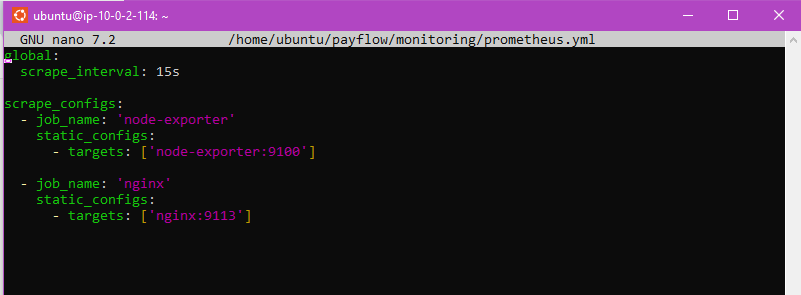 ubuntu@ip-10-0-2-114: ~
GNU nano 7.2 /home/ubuntu/payflow/monitoring/prometheus.yml
global:
  scrape_interval: 15s

scrape_configs:
  - job_name: 'node-exporter'
    static_configs:
      - targets: ['node-exporter:9100']

  - job_name: 'nginx'
    static_configs:
      - targets: ['nginx:9113']